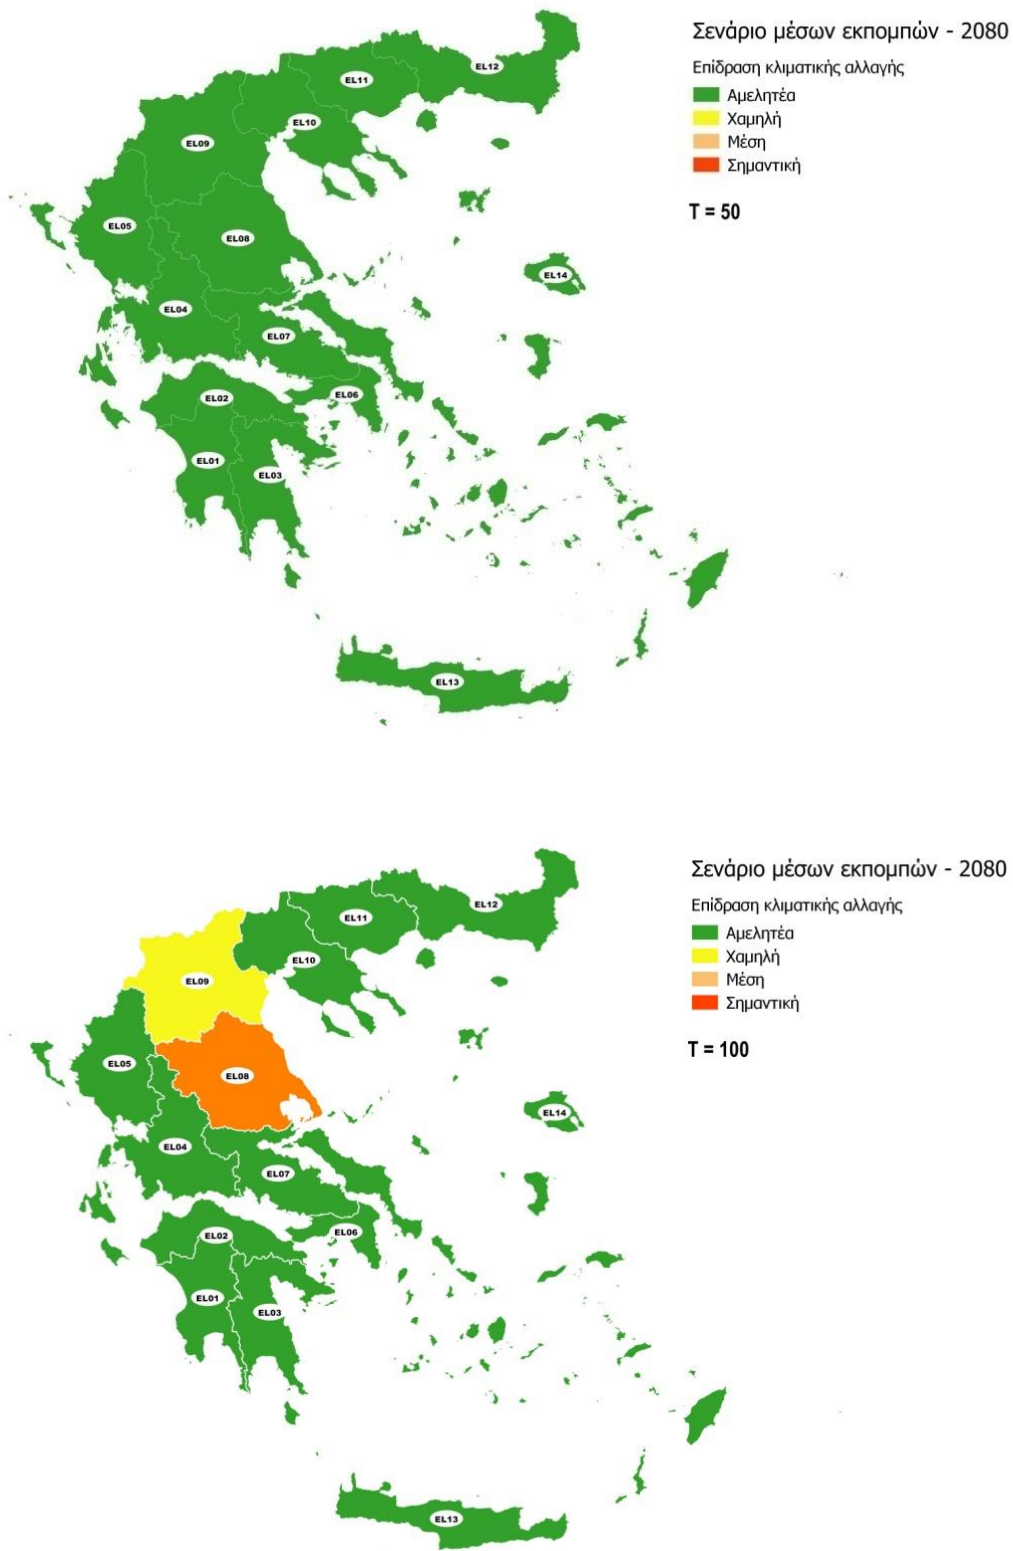 Σενάριο μέσων εκπομπών - 2080
Επίδραση κλιματικής αλλαγής
Αμελητέα
Χαμηλή
Μέση
Σημαντική
T = 50
EL12
EL11
EL10
EL09
EL05
EL08
EL14
EL04
EL07
EL06
EL02
EL01
EL03
EL13
Σενάριο μέσων εκπομπών - 2080
Επίδραση κλιματικής αλλαγής
Αμελητέα
Χαμηλή
Μέση
Σημαντική
T = 100
EL12
EL11
EL10
EL09
EL05
EL08
EL14
EL04
EL07
EL06
EL02
EL01
EL03
EL13